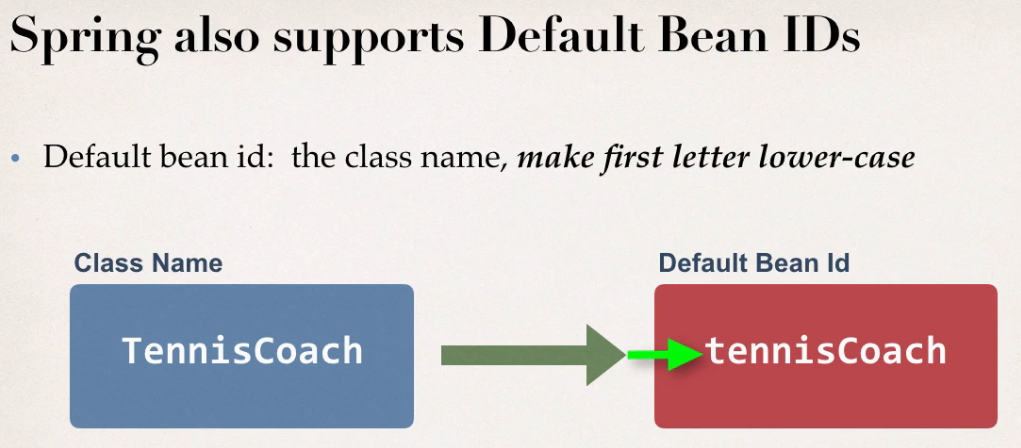 Spring also supports Default Bean IDs
• Default bean id: the class name, make first letter lower-case
Class Name
Default Bean Id
TennisCoach
tennisCoach